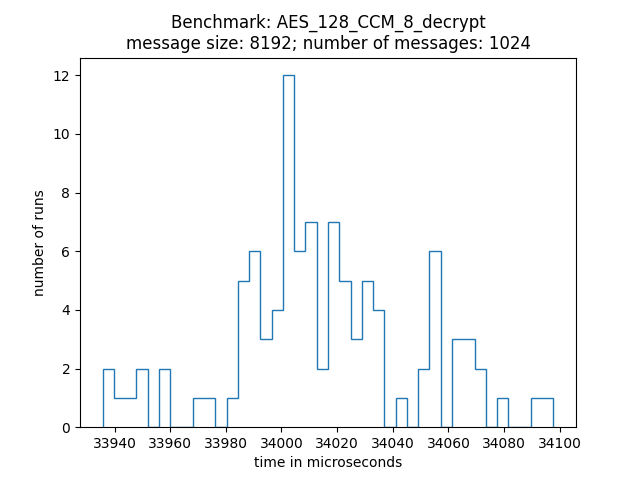 Benchmark: AES_128_CCM_8_decrypt
message size: 8192; number of messages: 1024
12
10
8
6
4
2
0
number of runs
33940 33960 33980 34000 34020 34040 34060 34080 34100
time in microseconds